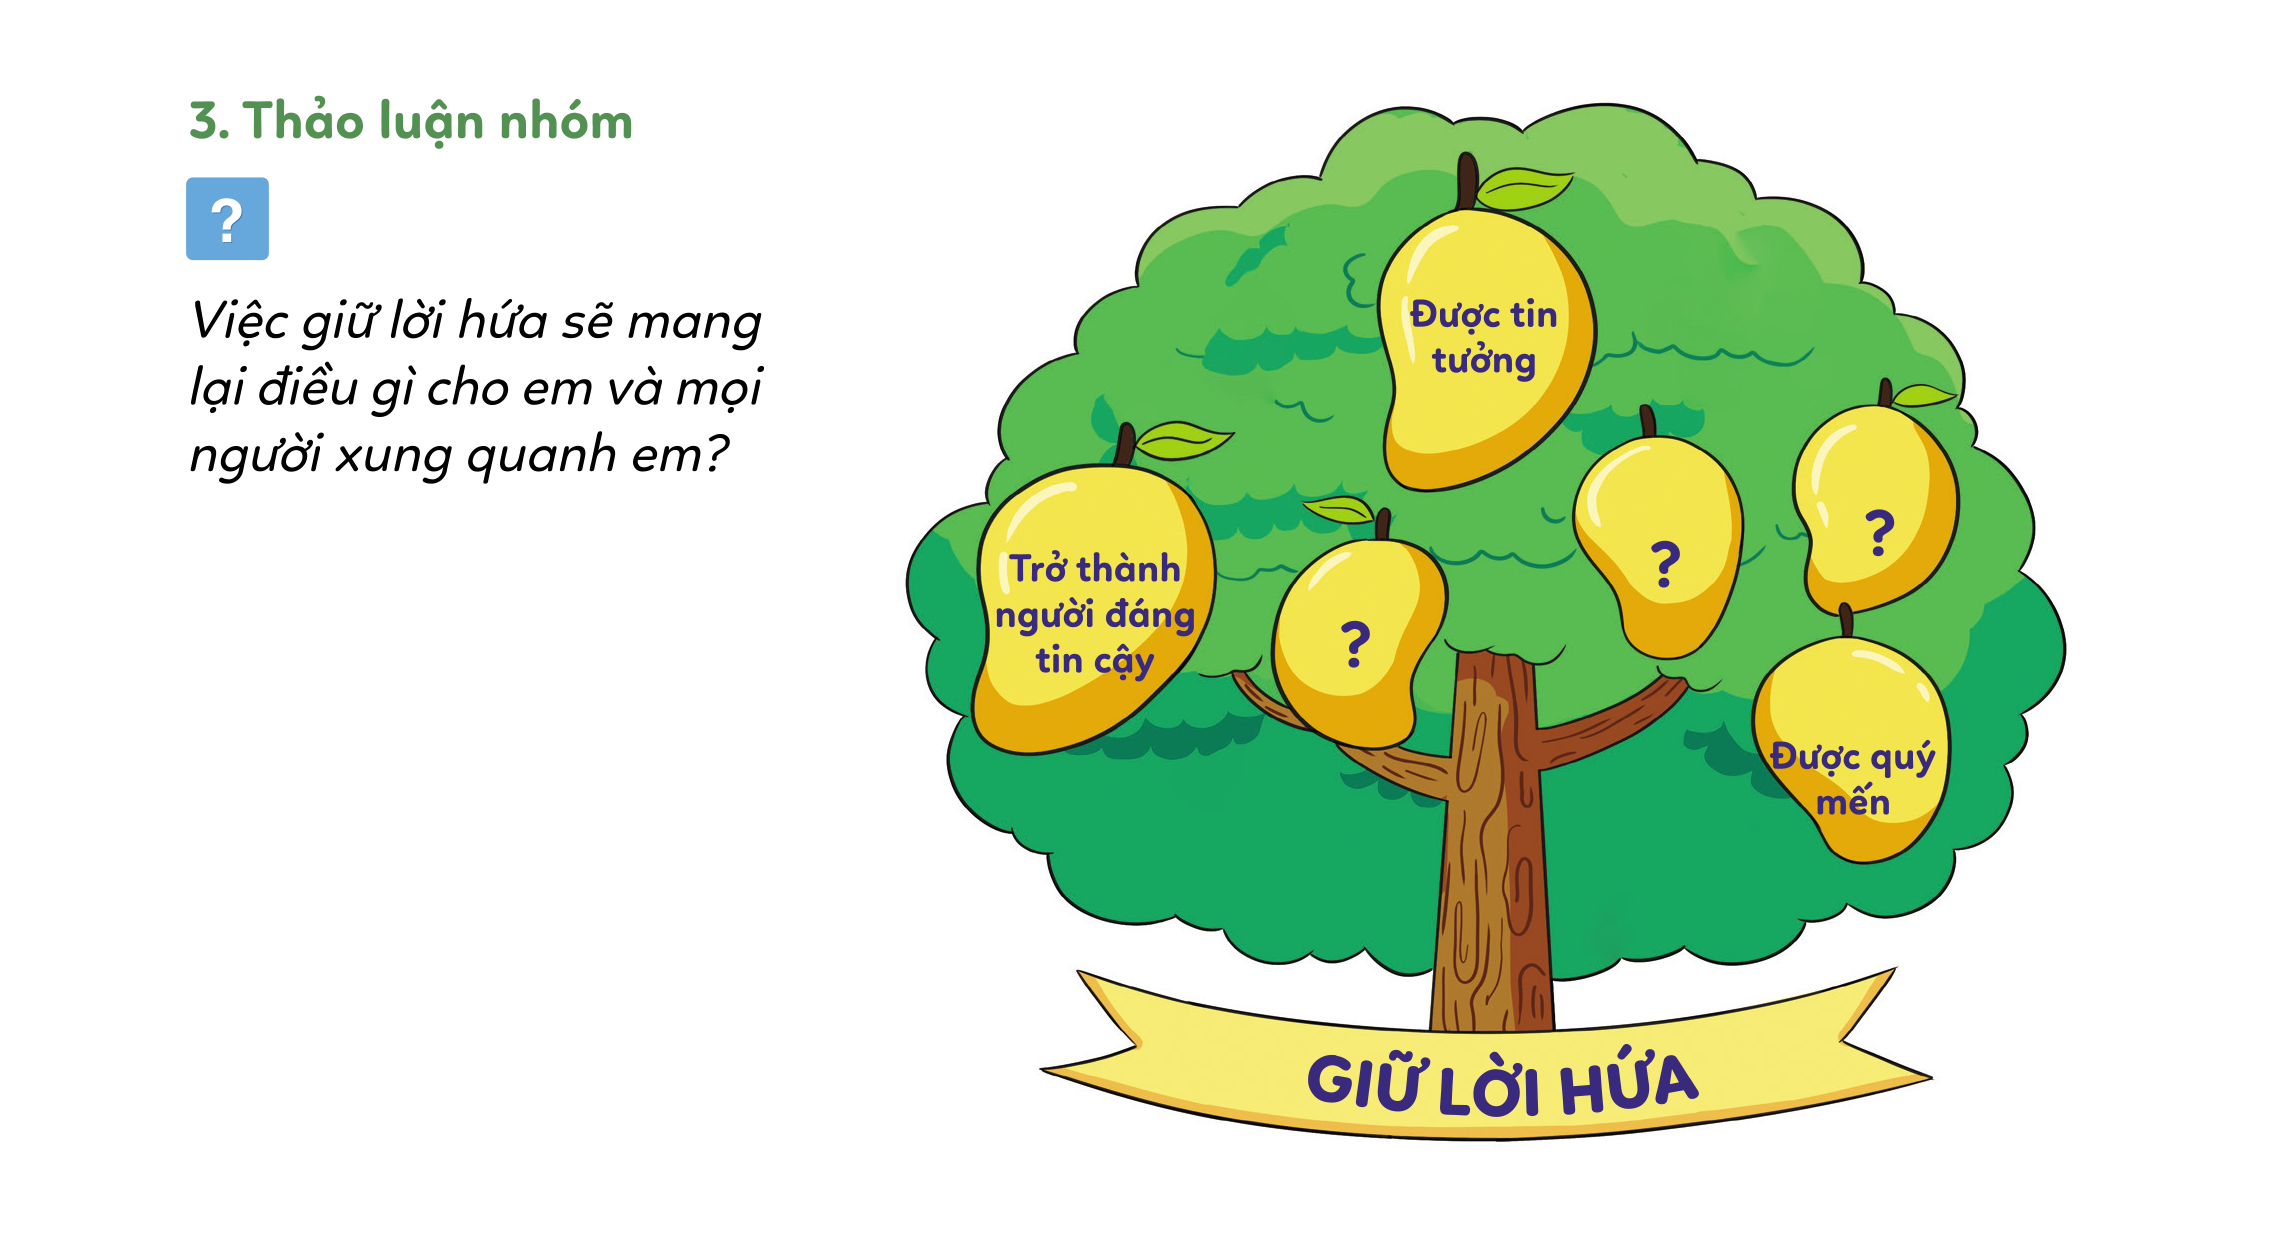 3. Thảo luận nhóm
?
Việc giữ lời hứa sẽ mang
lại điều gì cho em và mọi
người xung quanh em?
Được tin
tưởng
Trở thành
người đáng
tin cậy
?
?
?
Được quý
mến
GIỮ LỜI HỨA